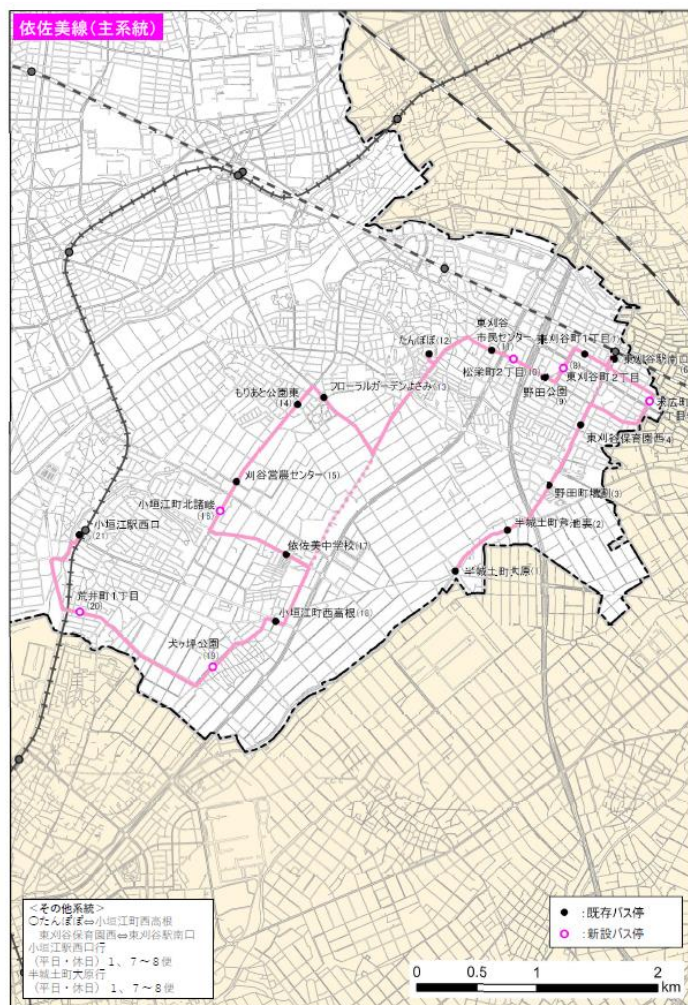 依佐美線(主系統)
東刈谷
市民センター
(11)
東刈谷町1丁目(7)
たんぽぽ(12)
松栄町2丁目(10)
(8)
東刈谷駅南口
東刈谷町2丁目
野田公園
(9)
フローラルガーデンよさみ(13)
もりあと公園東
(14)
末広町
東刈谷保育園西
刈谷営農センター(15)
野田町場割(3)
小垣江町北諸崚
半城土町芦池裏(2)
小垣江駅西口
(21)
依佐美中学校(17)
半城土町大原(1)
荒井町1丁目
(20)
小垣江町西高根
(18)
犬ヶ坪公園
(19)
<その他系統>
○たんぽぽ⇔小垣江町西高根
東刈谷保育園西⇔東刈谷駅南口
小垣江駅西口行
(平日・休日) 1、7～8便
半城土町大原行
(平日・休日) 1、7～8便
● :既存バス停
○ :新設バス停
0 0.5 1 2
km